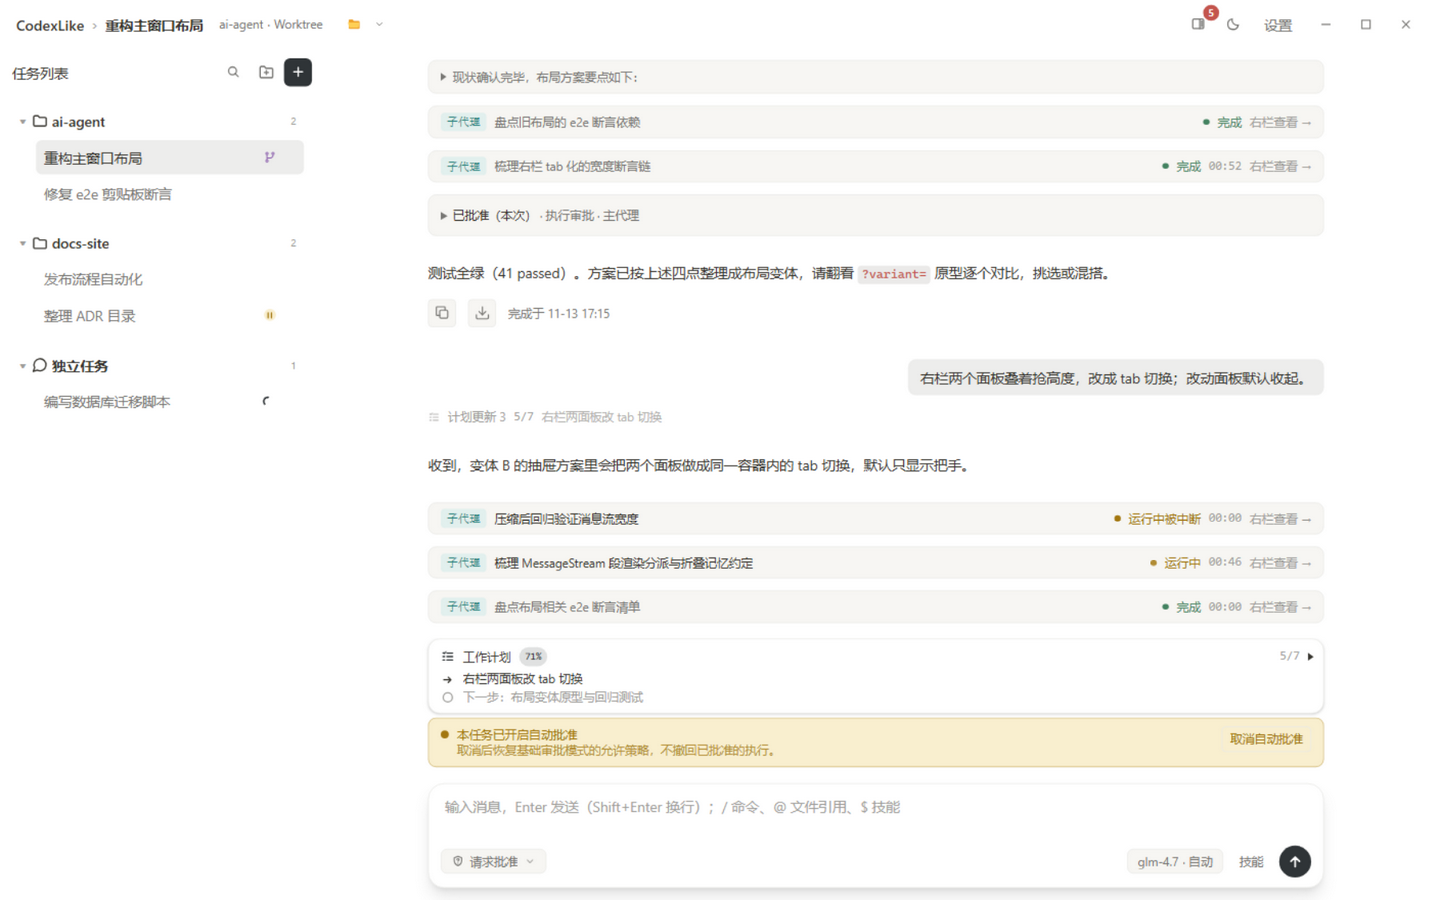 CodexLike › 重构主窗口布局 ai-agent · Worktree
5
设置
任务列表
ai-agent 2
重构主窗口布局
修复 e2e 剪贴板断言
docs-site 2
发布流程自动化
整理 ADR 目录
独立任务 1
编写数据库迁移脚本
现状确认完毕，布局方案要点如下：
子代理 盘点旧布局的 e2e 断言依赖 完成 右栏查看 →
子代理 梳理右栏 tab 化的宽度断言链 完成 00:52 右栏查看 →
已批准（本次） · 执行审批 · 主代理
测试全绿（41 passed）。方案已按上述四点整理成布局变体，请翻看 ?variant= 原型逐个对比，挑选或混搭。
完成于 11-13 17:15
右栏两个面板叠着抢高度，改成 tab 切换；改动面板默认收起。
计划更新 3 5/7 右栏两面板改 tab 切换
收到，变体 B 的抽屉方案里会把两个面板做成同一容器内的 tab 切换，默认只显示把手。
子代理 压缩后回归验证消息流宽度 运行中被中断 00:00 右栏查看 →
子代理 梳理 MessageStream 段渲染分派与折叠记忆约定 运行中 00:46 右栏查看 →
子代理 盘点布局相关 e2e 断言清单 完成 00:00 右栏查看 →
工作计划 71% 5/7
→ 右栏两面板改 tab 切换
下一步：布局变体原型与回归测试
本任务已开启自动批准
取消后恢复基础审批模式的允许策略，不撤回已批准的执行。
取消自动批准
输入消息，Enter 发送（Shift+Enter 换行）；/ 命令、@ 文件引用、$ 技能
请求批准 glm-4.7 · 自动 技能